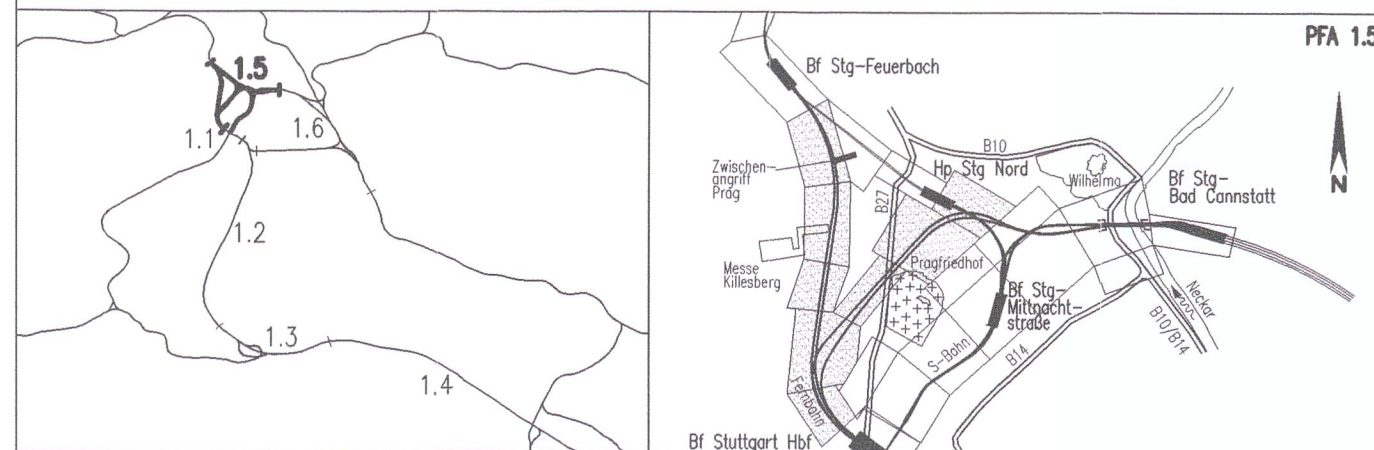 1.5
1.1
1.6
1.2
1.3
1.4
PFA 1.5
Bf Stg-Feuerbach
B10
Zwischen-
angriff
Prag
Hp Stg Nord
Wilhelma
Bf Stg-
Bad Cannstatt
N
B27
Messe
Killesberg
Pragfriedhof
Bf Stg-
Mittnacht-
straße
Neckar
B10/B14
S-Bahn
B14
Fernbahn
Bf Stuttgart Hbf